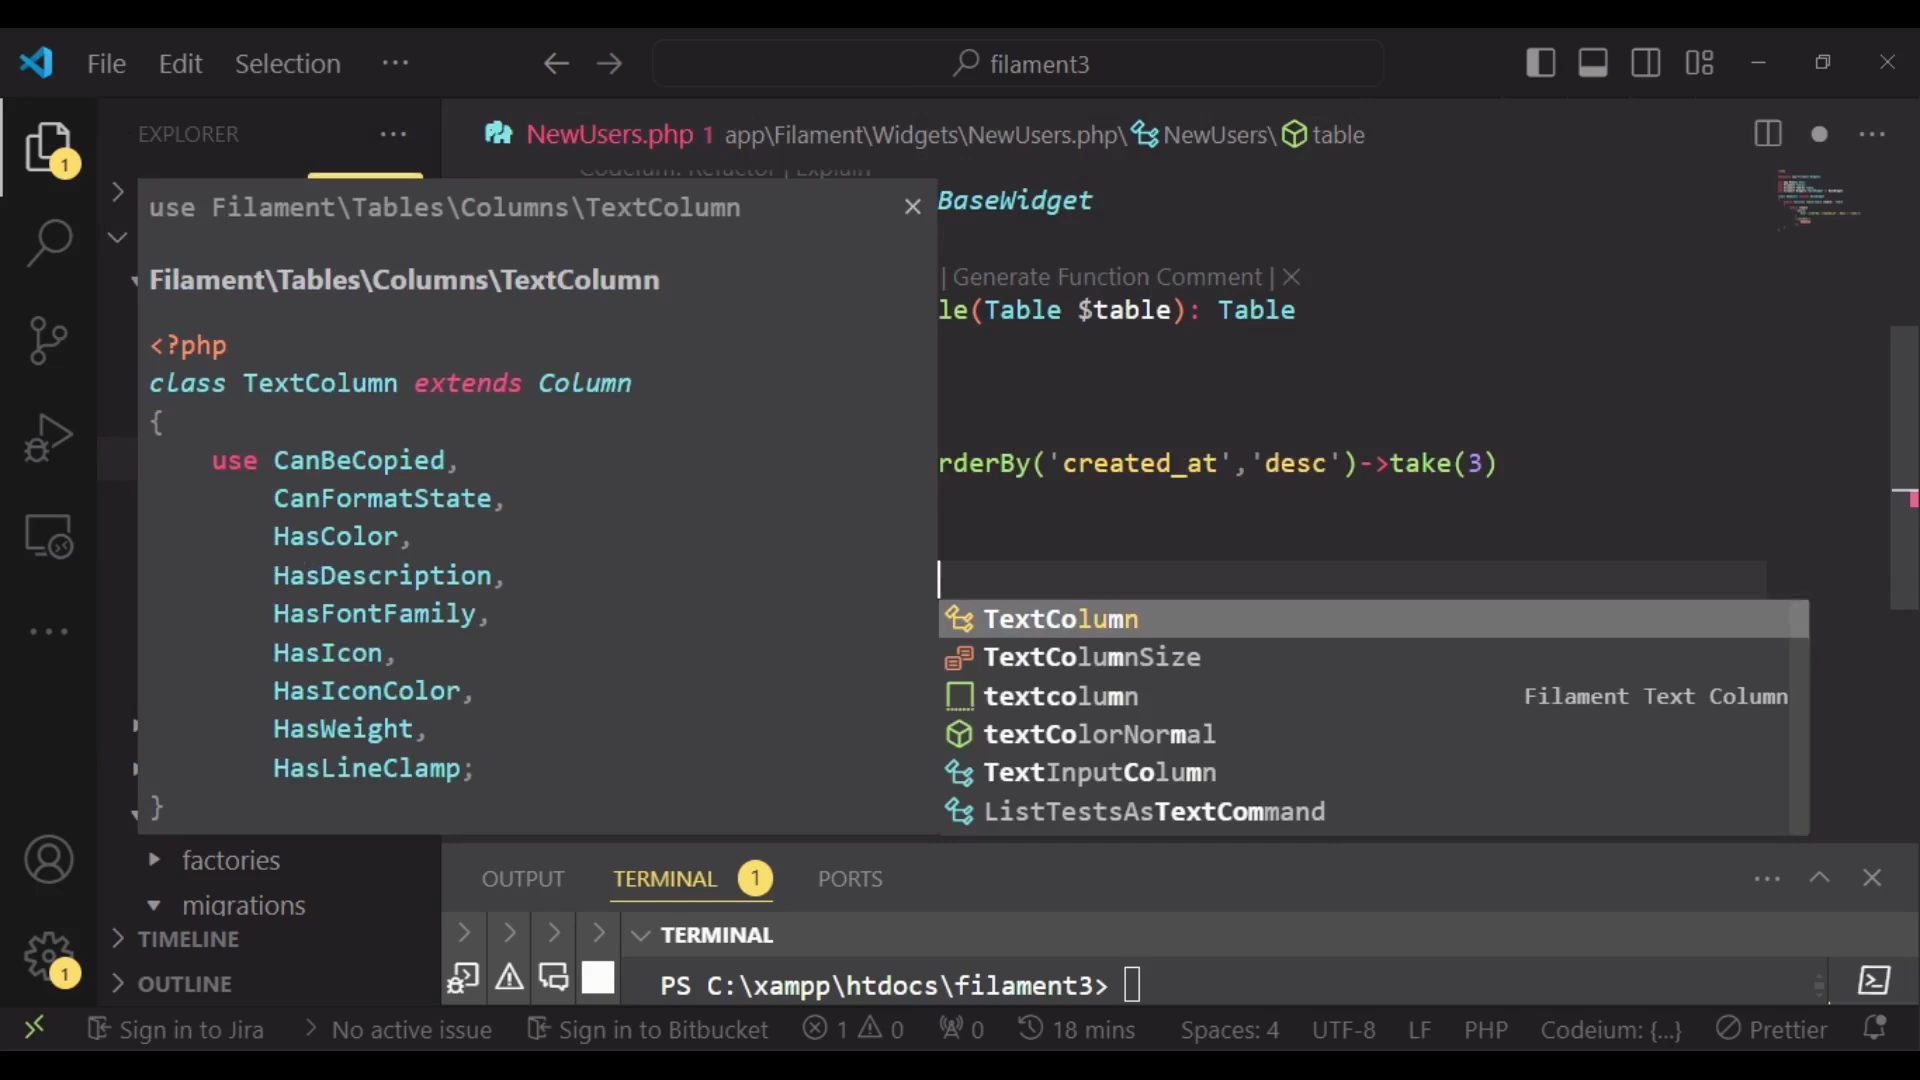 File Edit Selection ···
filament3
1
EXPLORER ···
NewUsers.php 1 app\Filament\Widgets\NewUsers.php\ NewUsers\ table
Codeium: Refactor | Explain
use Filament\Tables\Columns\TextColumn
BaseWidget
Filament\Tables\Columns\TextColumn
| Generate Function Comment | ×
le(Table $table): Table
<?php
class TextColumn extends Column
{
use CanBeCopied,
rderBy('created_at','desc')->take(3)
CanFormatState,
HasColor,
HasDescription,
HasFontFamily,
HasIcon,
HasIconColor,
HasWeight,
HasLineClamp;
}
TextColumn
TextColumnSize
textcolumn Filament Text Column
textColorNormal
TextInputColumn
ListTestsAsTextCommand
factories
migrations
TIMELINE
OUTLINE
1
OUTPUT TERMINAL 1 PORTS
TERMINAL
PS C:\xampp\htdocs\filament3>
Sign in to Jira No active issue Sign in to Bitbucket 1 0 0 18 mins Spaces: 4 UTF-8 LF PHP Codeium: {...} Prettier